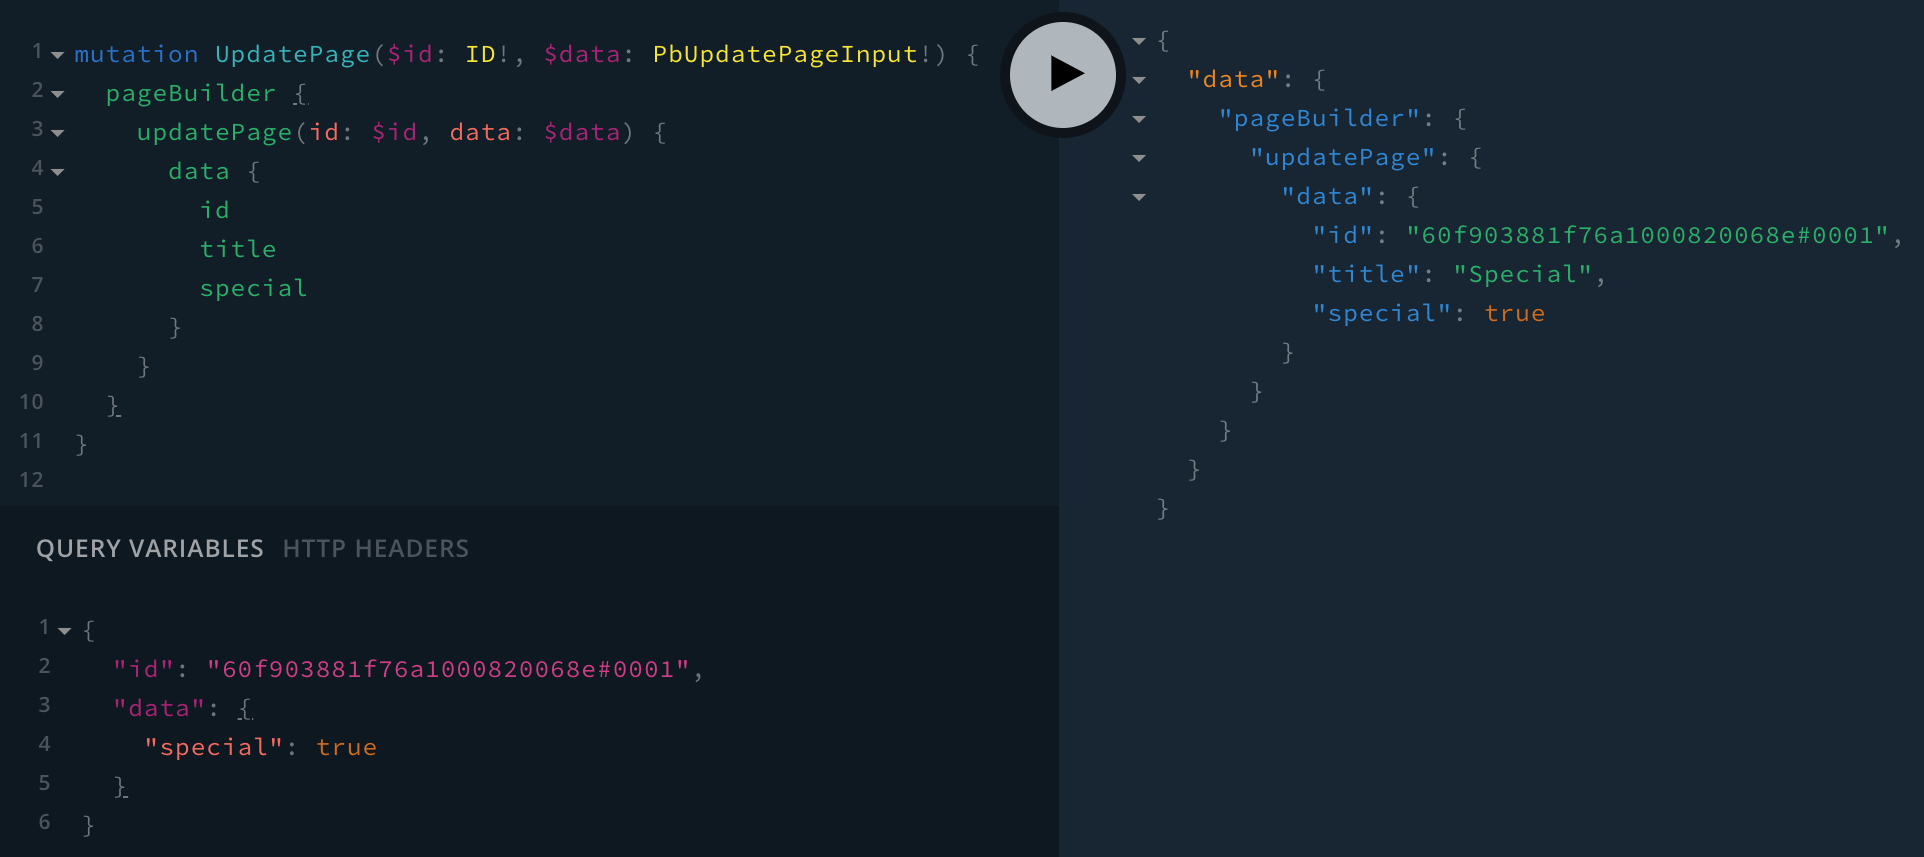 1 mutation UpdatePage($id: ID!, $data: PbUpdatePageInput!) {
2 pageBuilder {
3 updatePage(id: $id, data: $data) {
4 data {
5 id
6 title
7 special
8 }
9 }
10 }
11 }
12
QUERY VARIABLES HTTP HEADERS
1 {
2 "id": "60f903881f76a1000820068e#0001",
3 "data": {
4 "special": true
5 }
6 }
{
"data": {
"pageBuilder": {
"updatePage": {
"data": {
"id": "60f903881f76a1000820068e#0001",
"title": "Special",
"special": true
}
}
}
}
}